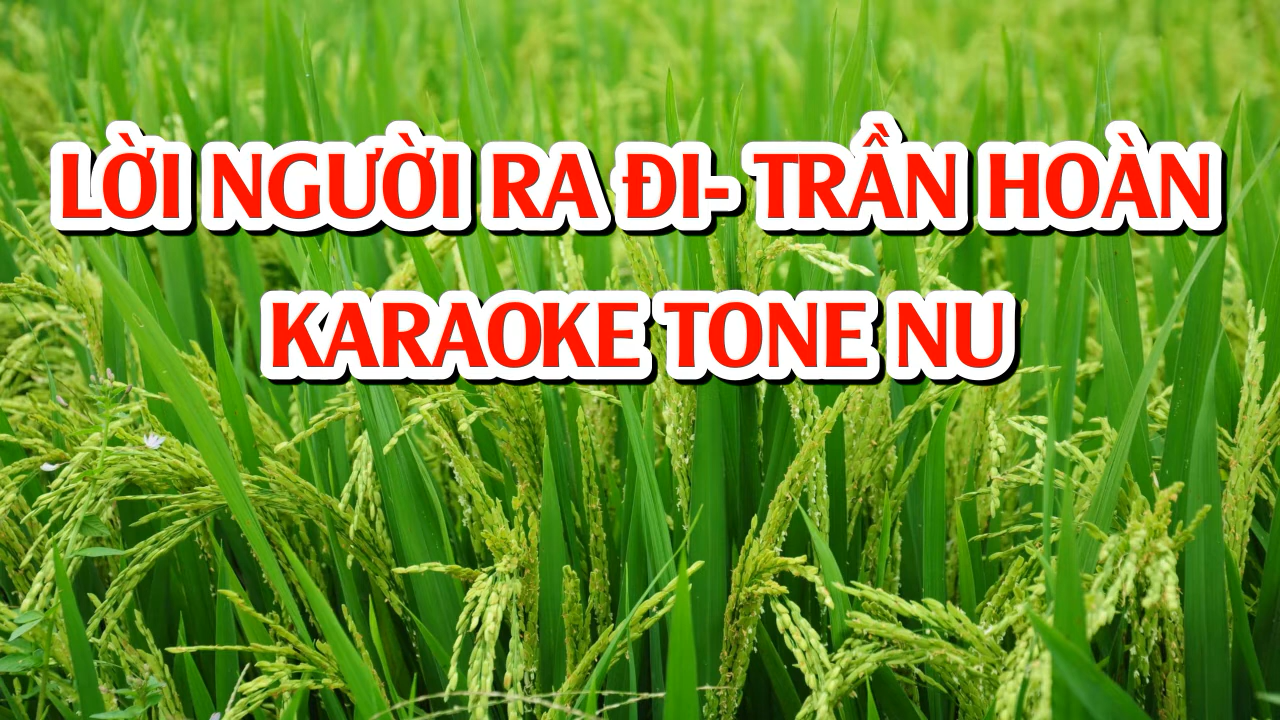 LỜI NGƯỜI RA ĐI- TRẦN HOÀN
KARAOKE TONE NU